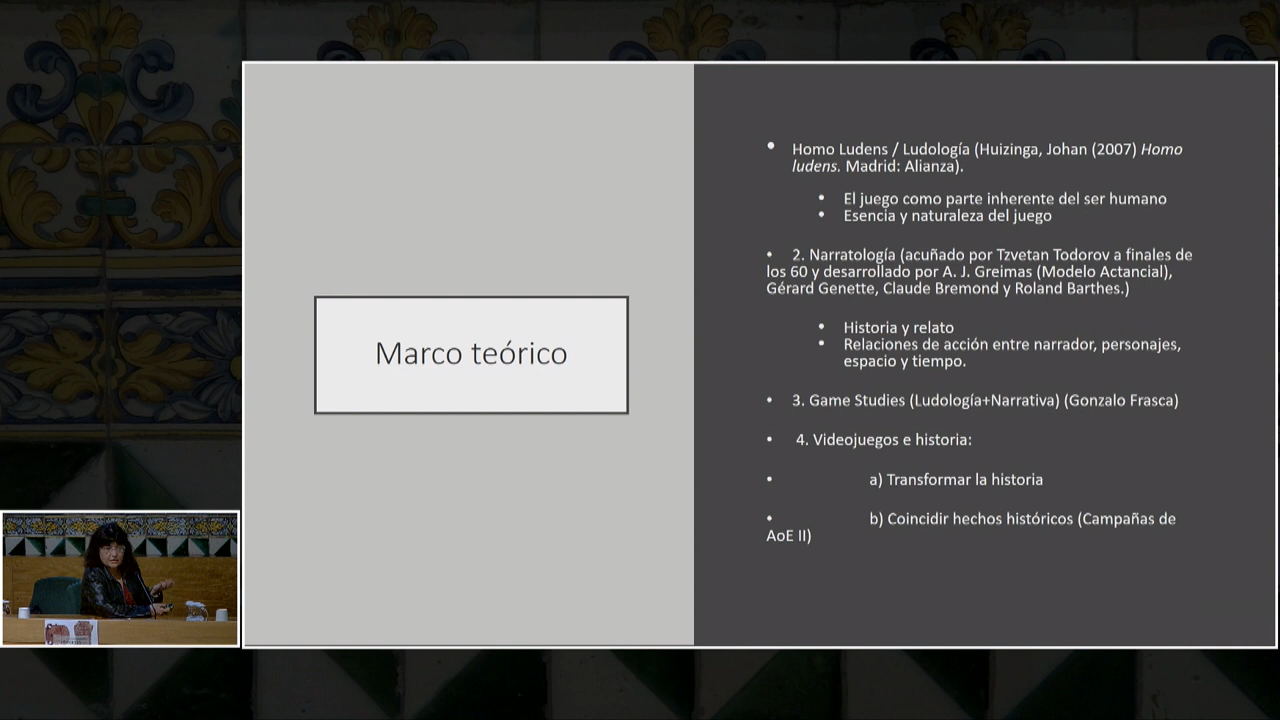 Marco teórico
• Homo Ludens / Ludología (Huizinga, Johan (2007) Homo
ludens. Madrid: Alianza).
• El juego como parte inherente del ser humano
• Esencia y naturaleza del juego
• 2. Narratología (acuñado por Tzvetan Todorov a finales de
los 60 y desarrollado por A. J. Greimas (Modelo Actancial),
Gérard Genette, Claude Bremond y Roland Barthes.)
• Historia y relato
• Relaciones de acción entre narrador, personajes,
espacio y tiempo.
• 3. Game Studies (Ludología+Narrativa) (Gonzalo Frasca)
• 4. Videojuegos e historia:
• a) Transformar la historia
• b) Coincidir hechos históricos (Campañas de
AoE II)